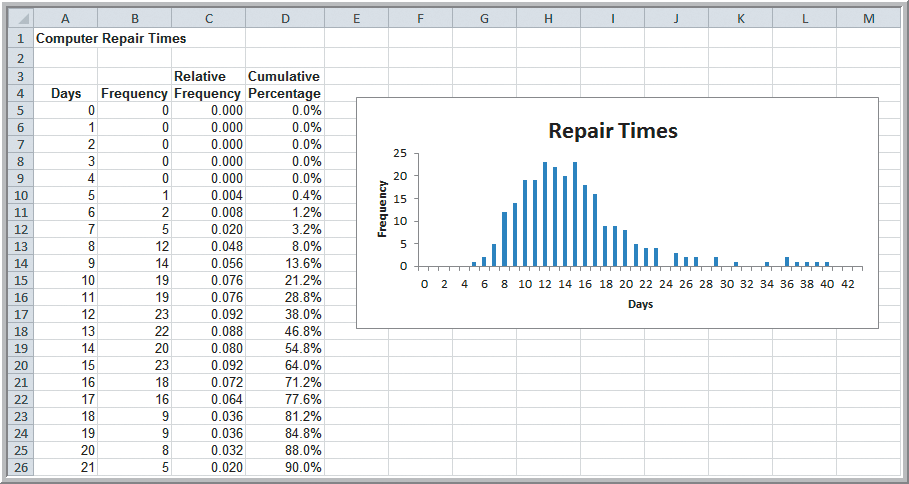 A B C D E F G H I J K L M
1 Computer Repair Times
2
3 Relative Cumulative
4 Days Frequency Frequency Percentage
5 0 0 0.000 0.0%
6 1 0 0.000 0.0%
7 2 0 0.000 0.0%
8 3 0 0.000 0.0%
9 4 0 0.000 0.0%
10 5 1 0.004 0.4%
11 6 2 0.008 1.2%
12 7 5 0.020 3.2%
13 8 12 0.048 8.0%
14 9 14 0.056 13.6%
15 10 19 0.076 21.2%
16 11 19 0.076 28.8%
17 12 23 0.092 38.0%
18 13 22 0.088 46.8%
19 14 20 0.080 54.8%
20 15 23 0.092 64.0%
21 16 18 0.072 71.2%
22 17 16 0.064 77.6%
23 18 9 0.036 81.2%
24 19 9 0.036 84.8%
25 20 8 0.032 88.0%
26 21 5 0.020 90.0%
Repair Times
Frequency
25
20
15
10
5
0
0 2 4 6 8 10 12 14 16 18 20 22 24 26 28 30 32 34 36 38 40 42
Days